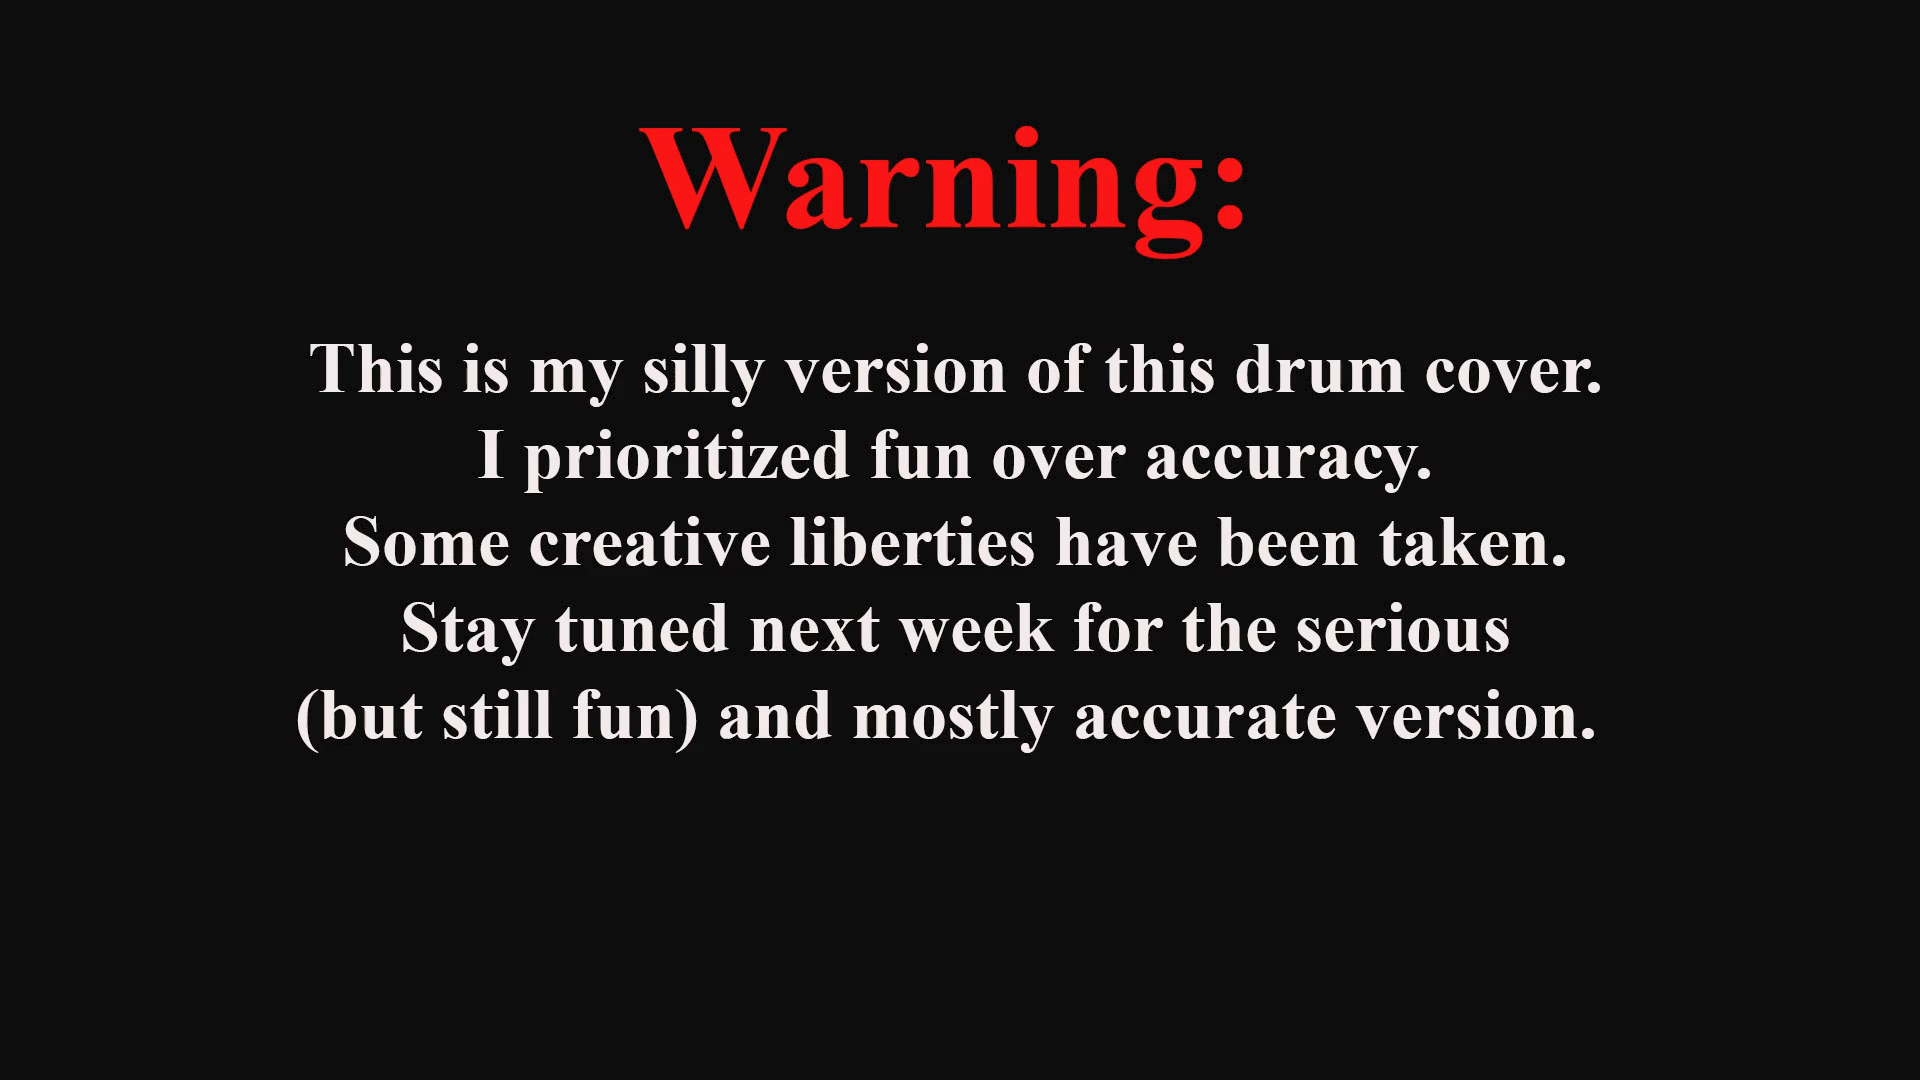 Warning:
This is my silly version of this drum cover.
I prioritized fun over accuracy.
Some creative liberties have been taken.
Stay tuned next week for the serious
(but still fun) and mostly accurate version.